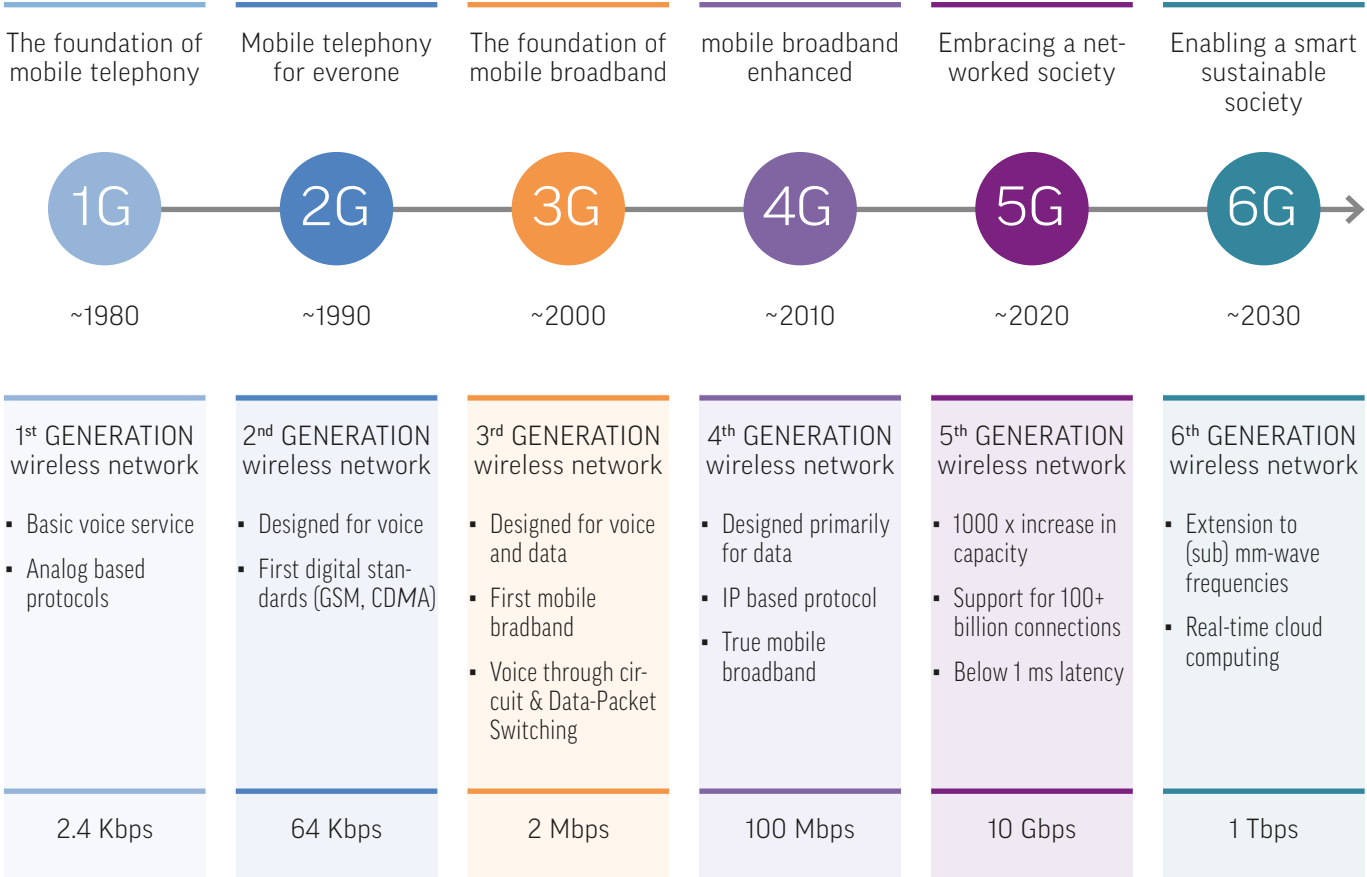 The foundation of
mobile telephony
Mobile telephony
for everone
The foundation of
mobile broadband
mobile broadband
enhanced
Embracing a net-
worked society
Enabling a smart
sustainable
society
1G
2G
3G
4G
5G
6G
~1980
~1990
~2000
~2010
~2020
~2030
1st GENERATION
wireless network
▪ Basic voice service
▪ Analog based
protocols
2nd GENERATION
wireless network
▪ Designed for voice
▪ First digital stan-
dards (GSM, CDMA)
3rd GENERATION
wireless network
▪ Designed for voice
and data
▪ First mobile
bradband
▪ Voice through cir-
cuit & Data-Packet
Switching
4th GENERATION
wireless network
▪ Designed primarily
for data
▪ IP based protocol
▪ True mobile
broadband
5th GENERATION
wireless network
▪ 1000 x increase in
capacity
▪ Support for 100+
billion connections
▪ Below 1 ms latency
6th GENERATION
wireless network
▪ Extension to
(sub) mm-wave
frequencies
▪ Real-time cloud
computing
2.4 Kbps
64 Kbps
2 Mbps
100 Mbps
10 Gbps
1 Tbps